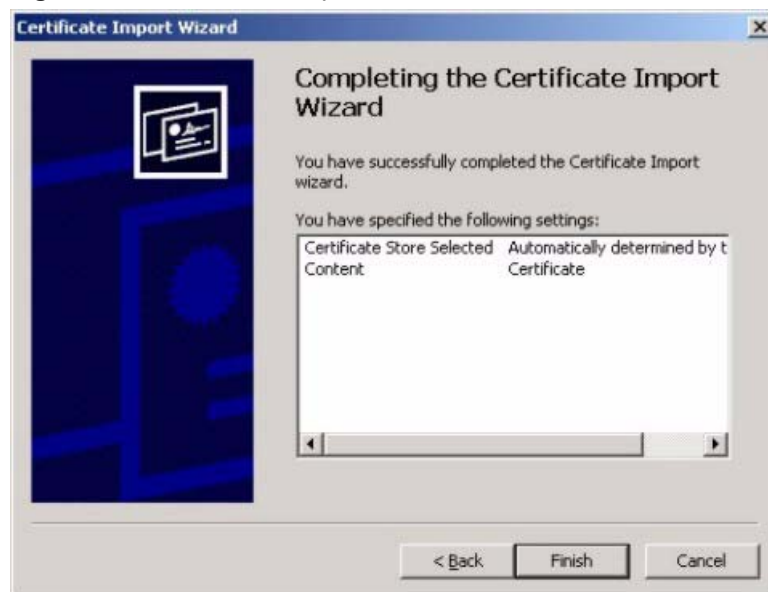 Certificate Import Wizard
Completing the Certificate Import
Wizard
You have successfully completed the Certificate Import
wizard.
You have specified the following settings:
Certificate Store Selected Automatically determined by t
Content Certificate
< Back Finish Cancel